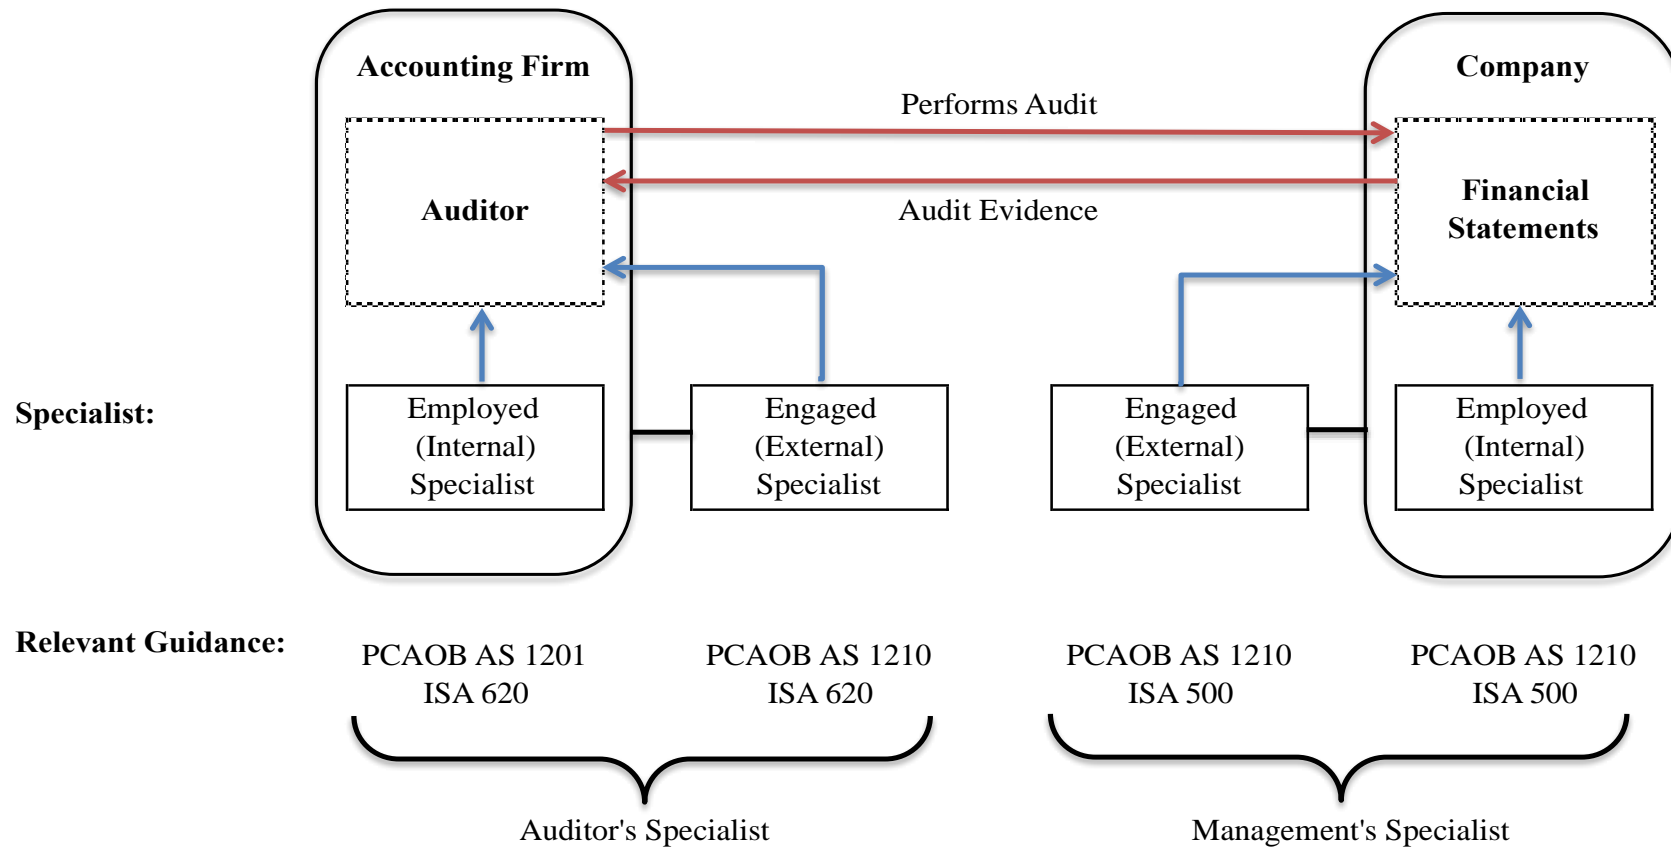 Accounting Firm
Company
Performs Audit
Auditor
Audit Evidence
Financial
Statements
Specialist:
Employed
(Internal)
Specialist
Engaged
(External)
Specialist
Engaged
(External)
Specialist
Employed
(Internal)
Specialist
Relevant Guidance:
PCAOB AS 1201
ISA 620
PCAOB AS 1210
ISA 620
PCAOB AS 1210
ISA 500
PCAOB AS 1210
ISA 500
Auditor's Specialist
Management's Specialist